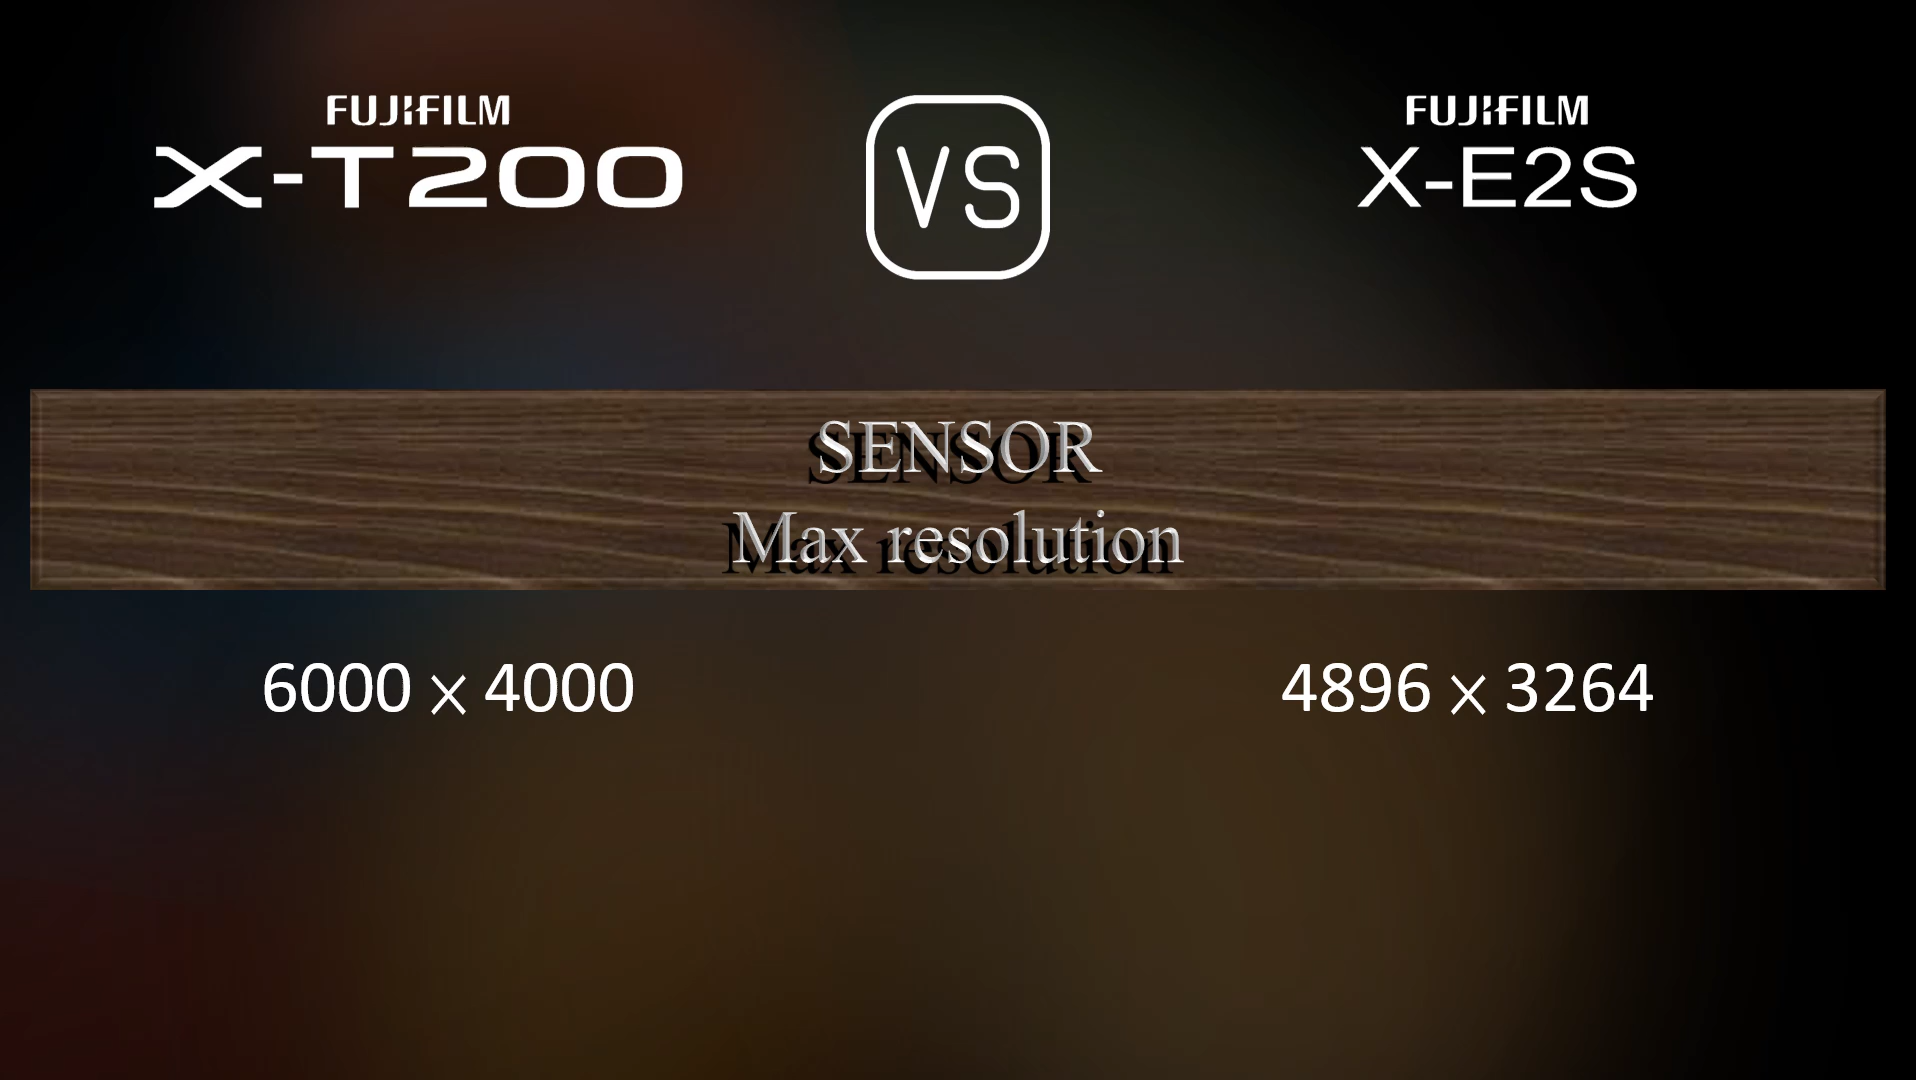 FUJIFILM
X-T200
VS
FUJIFILM
X-E2S
SENSOR
Max resolution
6000 x 4000
4896 x 3264